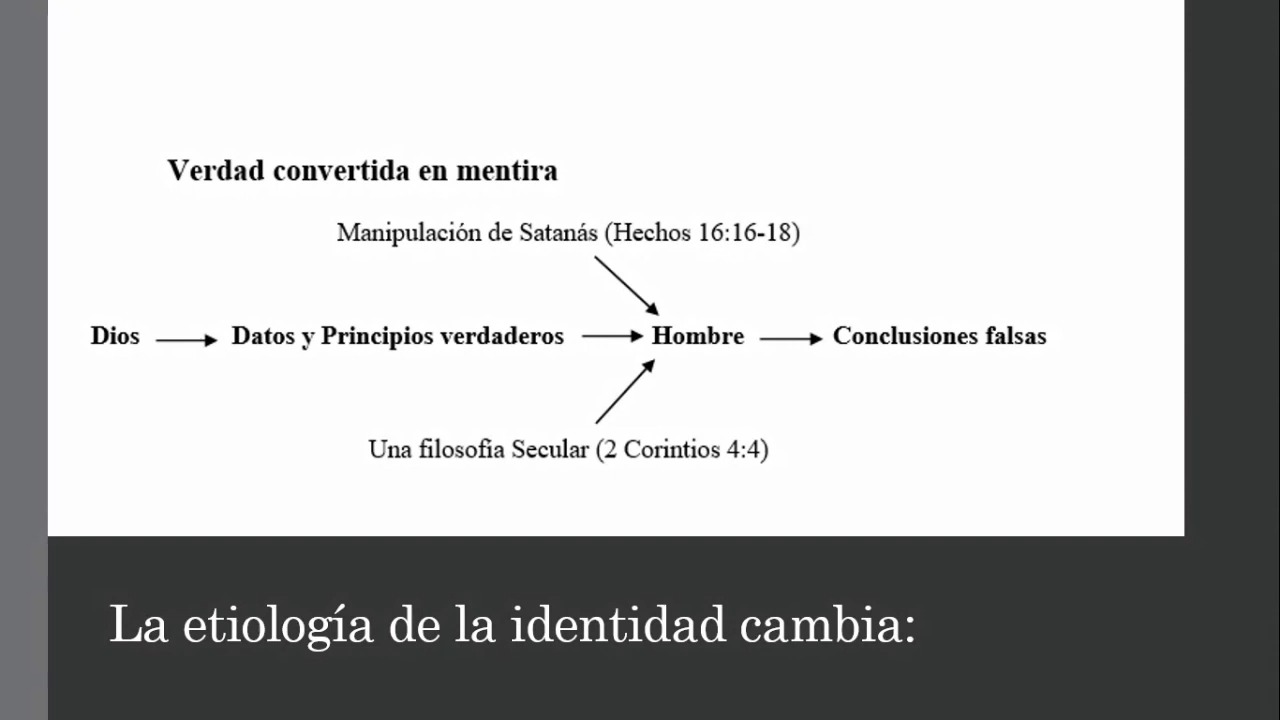 Verdad convertida en mentira
Manipulación de Satanás (Hechos 16:16-18)
Dios Datos y Principios verdaderos Hombre Conclusiones falsas
Una filosofía Secular (2 Corintios 4:4)
La etiología de la identidad cambia: